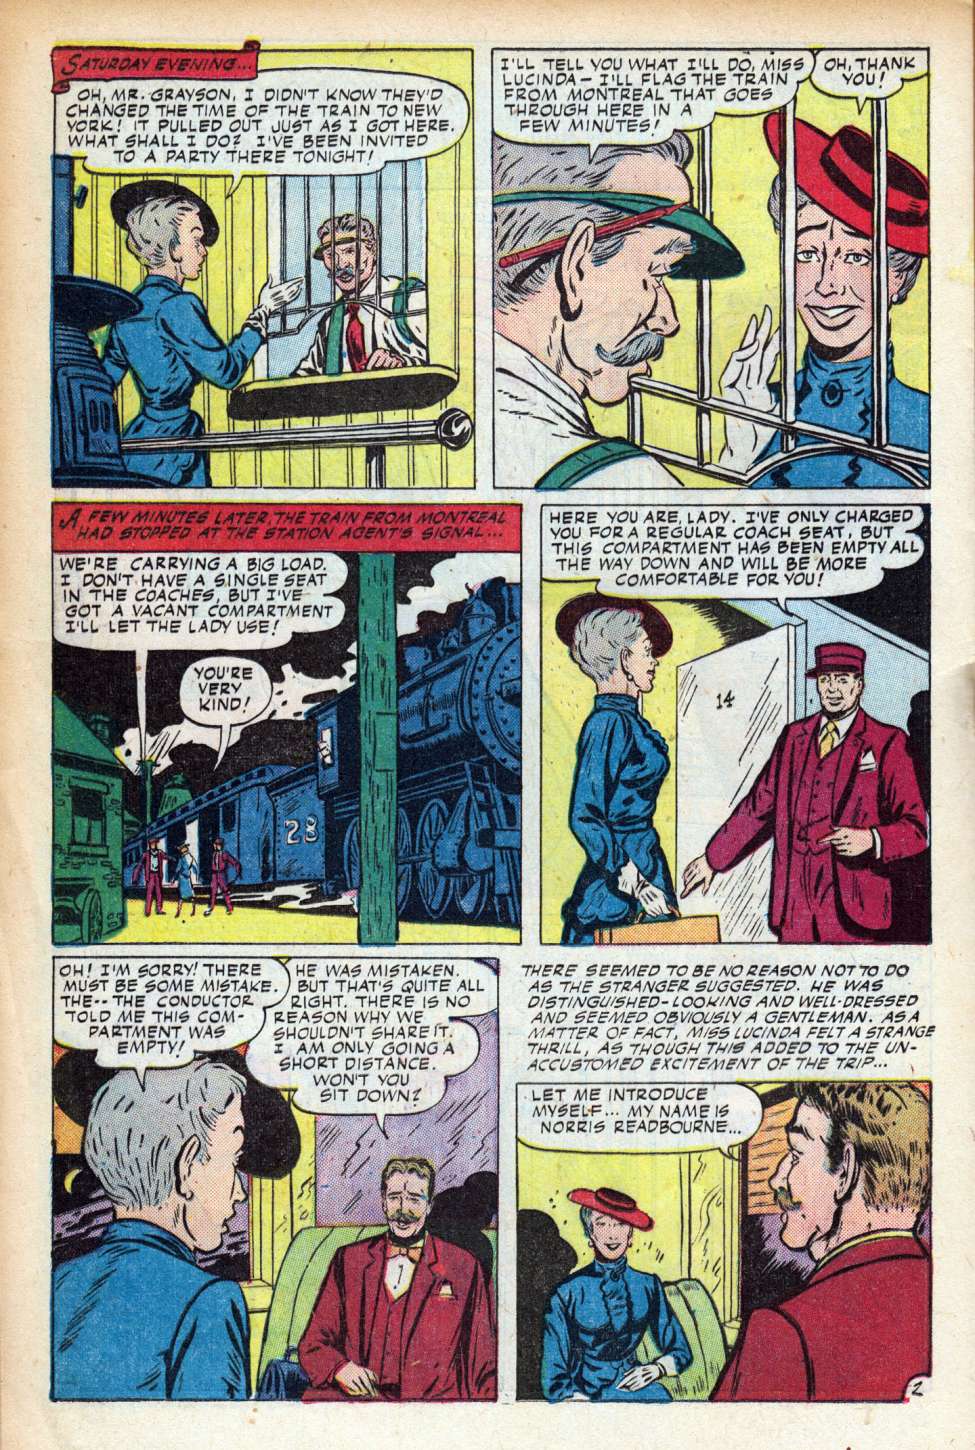 SATURDAY EVENING...
OH, MR. GRAYSON, I DIDN'T KNOW THEY'D
CHANGED THE TIME OF THE TRAIN TO NEW
YORK! IT PULLED OUT JUST AS I GOT HERE.
WHAT SHALL I DO? I'VE BEEN INVITED
TO A PARTY THERE TONIGHT!
I'LL TELL YOU WHAT I'LL DO, MISS
LUCINDA - I'LL FLAG THE TRAIN
FROM MONTREAL THAT GOES
THROUGH HERE IN A
FEW MINUTES!
OH, THANK
YOU!
A FEW MINUTES LATER, THE TRAIN FROM MONTREAL
HAD STOPPED AT THE STATION AGENT'S SIGNAL...
WE'RE CARRYING A BIG LOAD.
I DON'T HAVE A SINGLE SEAT
IN THE COACHES, BUT I'VE
GOT A VACANT COMPARTMENT
I'LL LET THE LADY USE!
YOU'RE
VERY
KIND!
23
HERE YOU ARE, LADY. I'VE ONLY CHARGED
YOU FOR A REGULAR COACH SEAT, BUT
THIS COMPARTMENT HAS BEEN EMPTY ALL
THE WAY DOWN AND WILL BE MORE
COMFORTABLE FOR YOU!
14
OH! I'M SORRY! THERE
MUST BE SOME MISTAKE.
THE-- THE CONDUCTOR
TOLD ME THIS COM-
PARTMENT WAS
EMPTY!
HE WAS MISTAKEN.
BUT THAT'S QUITE ALL
RIGHT. THERE IS NO
REASON WHY WE
SHOULDN'T SHARE IT.
I AM ONLY GOING A
SHORT DISTANCE.
WON'T YOU
SIT DOWN?
THERE SEEMED TO BE NO REASON NOT TO DO
AS THE STRANGER SUGGESTED. HE WAS
DISTINGUISHED-LOOKING AND WELL-DRESSED
AND SEEMED OBVIOUSLY A GENTLEMAN. AS A
MATTER OF FACT, MISS LUCINDA FELT A STRANGE
THRILL, AS THOUGH THIS ADDED TO THE UN-
ACCUSTOMED EXCITEMENT OF THE TRIP...
LET ME INTRODUCE
MYSELF... MY NAME IS
NORRIS READBOURNE...
2